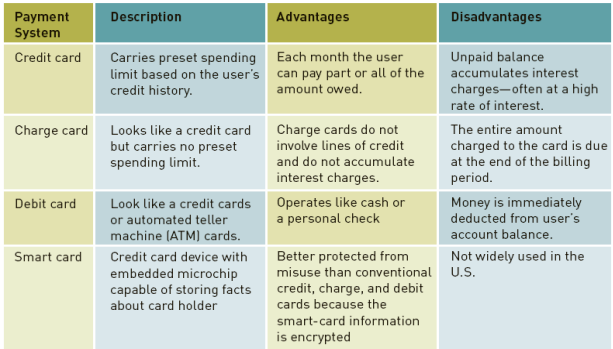 Payment System
Description
Advantages
Disadvantages
Credit card
Carries preset spending
limit based on the user's
credit history.
Each month the user
can pay part or all of the
amount owed.
Unpaid balance
accumulates interest
charges—often at a high
rate of interest.
Charge card
Looks like a credit card
but carries no preset
spending limit.
Charge cards do not
involve lines of credit
and do not accumulate
interest charges.
The entire amount
charged to the card is due
at the end of the billing
period.
Debit card
Look like a credit cards
or automated teller
machine (ATM) cards.
Operates like cash or
a personal check
Money is immediately
deducted from user's
account balance.
Smart card
Credit card device with
embedded microchip
capable of storing facts
about card holder
Better protected from
misuse than conventional
credit, charge, and debit
cards because the
smart-card information
is encrypted
Not widely used in the
U.S.